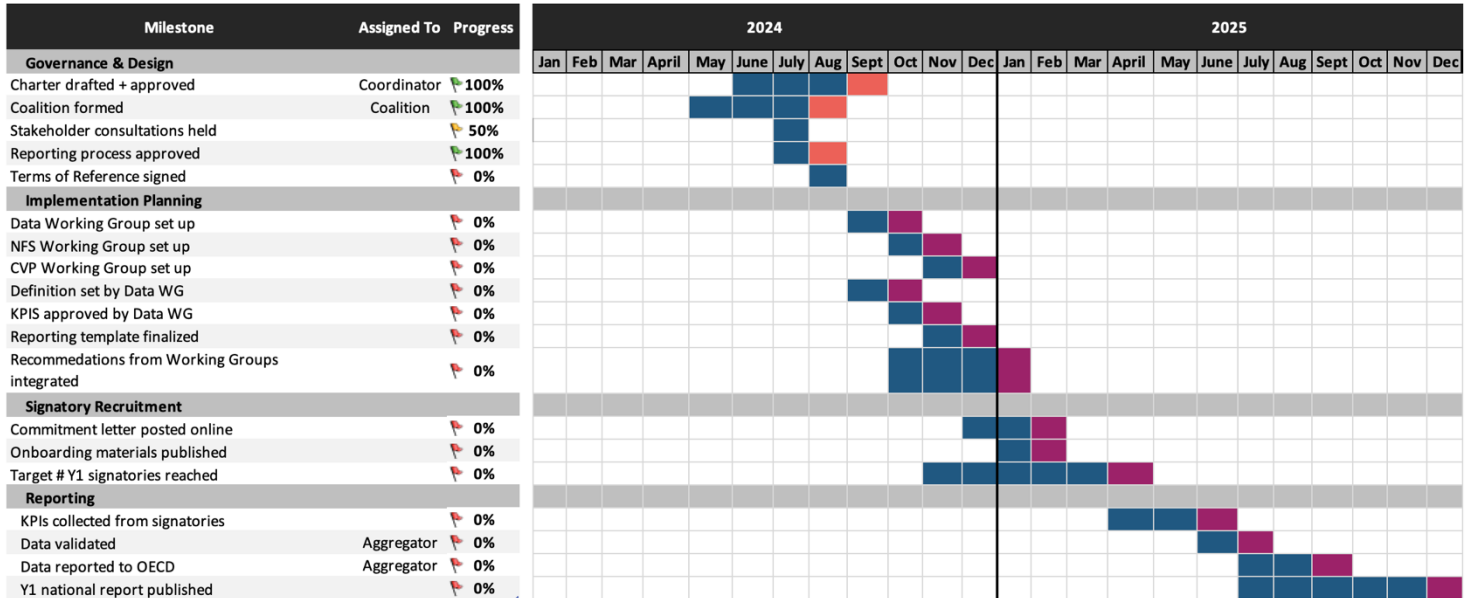 Milestone Assigned To Progress 2024 2025
Governance & Design Jan Feb Mar April May June July Aug Sept Oct Nov Dec Jan Feb Mar April May June July Aug Sept Oct Nov Dec
Charter drafted + approved Coordinator 100%
Coalition formed Coalition 100%
Stakeholder consultations held 50%
Reporting process approved 100%
Terms of Reference signed 0%
Implementation Planning
Data Working Group set up 0%
NFS Working Group set up 0%
CVP Working Group set up 0%
Definition set by Data WG 0%
KPIS approved by Data WG 0%
Reporting template finalized 0%
Recommedations from Working Groups
integrated 0%
Signatory Recruitment
Commitment letter posted online 0%
Onboarding materials published 0%
Target # Y1 signatories reached 0%
Reporting
KPIs collected from signatories 0%
Data validated Aggregator 0%
Data reported to OECD Aggregator 0%
Y1 national report published 0%